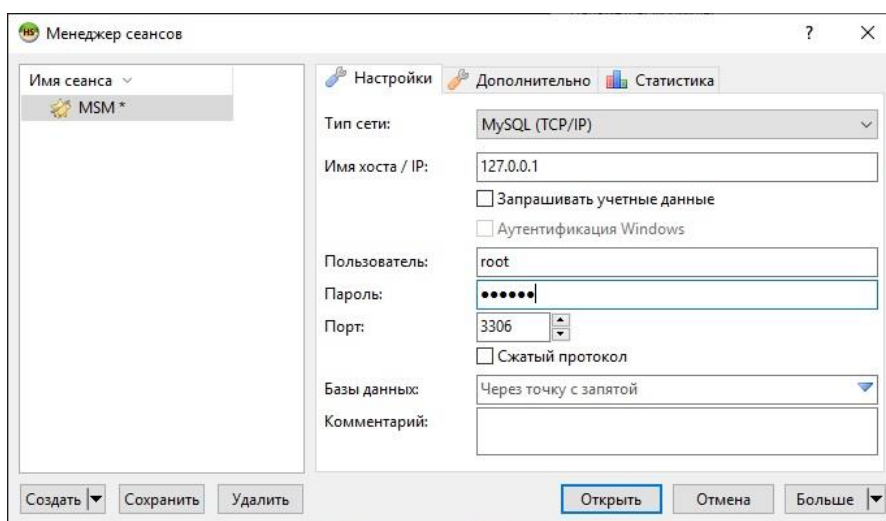 HS Менеджер сеансов ?
Имя сеанса
MSM *
Настройки Дополнительно Статистика
Тип сети: MySQL (TCP/IP)
Имя хоста / IP: 127.0.0.1
Запрашивать учетные данные
Аутентификация Windows
Пользователь: root
Пароль: ●●●●●●
Порт: 3306
Сжатый протокол
Базы данных: Через точку с запятой
Комментарий:
Создать Сохранить Удалить Открыть Отмена Больше